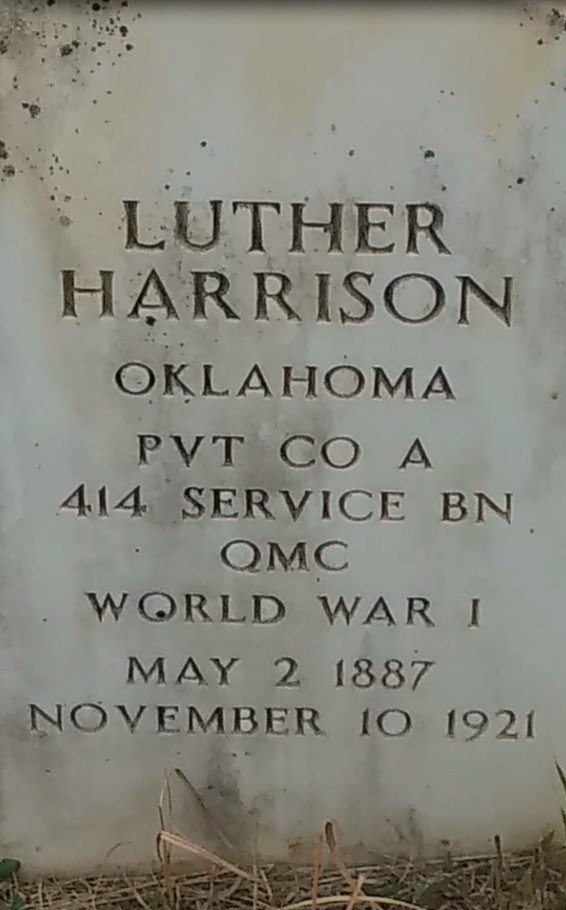 LUTHER
HARRISON
OKLAHOMA
PVT CO A
414 SERVICE BN
QMC
WORLD WAR I
MAY 2 1887
NOVEMBER 10 1921